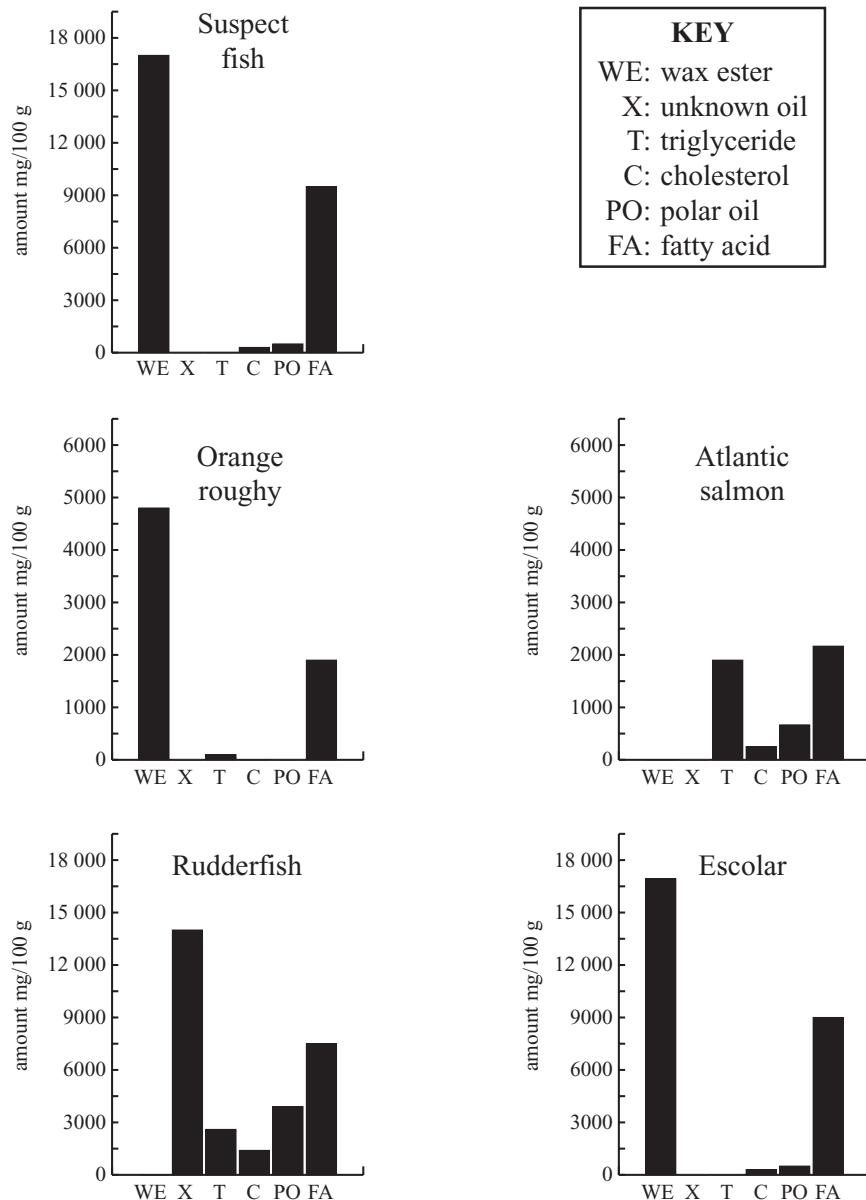 Suspect
fish
amount mg/100 g
18 000
15 000
12 000
9000
6000
3000
0
WE X T C PO FA
KEY
WE: wax ester
X: unknown oil
T: triglyceride
C: cholesterol
PO: polar oil
FA: fatty acid
Orange
roughy
amount mg/100 g
6000
5000
4000
3000
2000
1000
0
WE X T C PO FA
Atlantic
salmon
amount mg/100 g
6000
5000
4000
3000
2000
1000
0
WE X T C PO FA
Rudderfish
amount mg/100 g
18 000
15 000
12 000
9000
6000
3000
0
WE X T C PO FA
Escolar
amount mg/100 g
18 000
15 000
12 000
9000
6000
3000
0
WE X T C PO FA